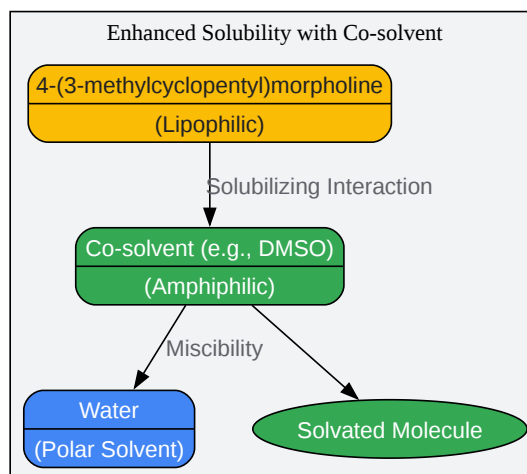 Enhanced Solubility with Co-solvent
4-(3-methylcyclopentyl)morpholine
(Lipophilic)
Solubilizing Interaction
Co-solvent (e.g., DMSO)
(Amphiphilic)
Miscibility
Water
(Polar Solvent)
Solvated Molecule